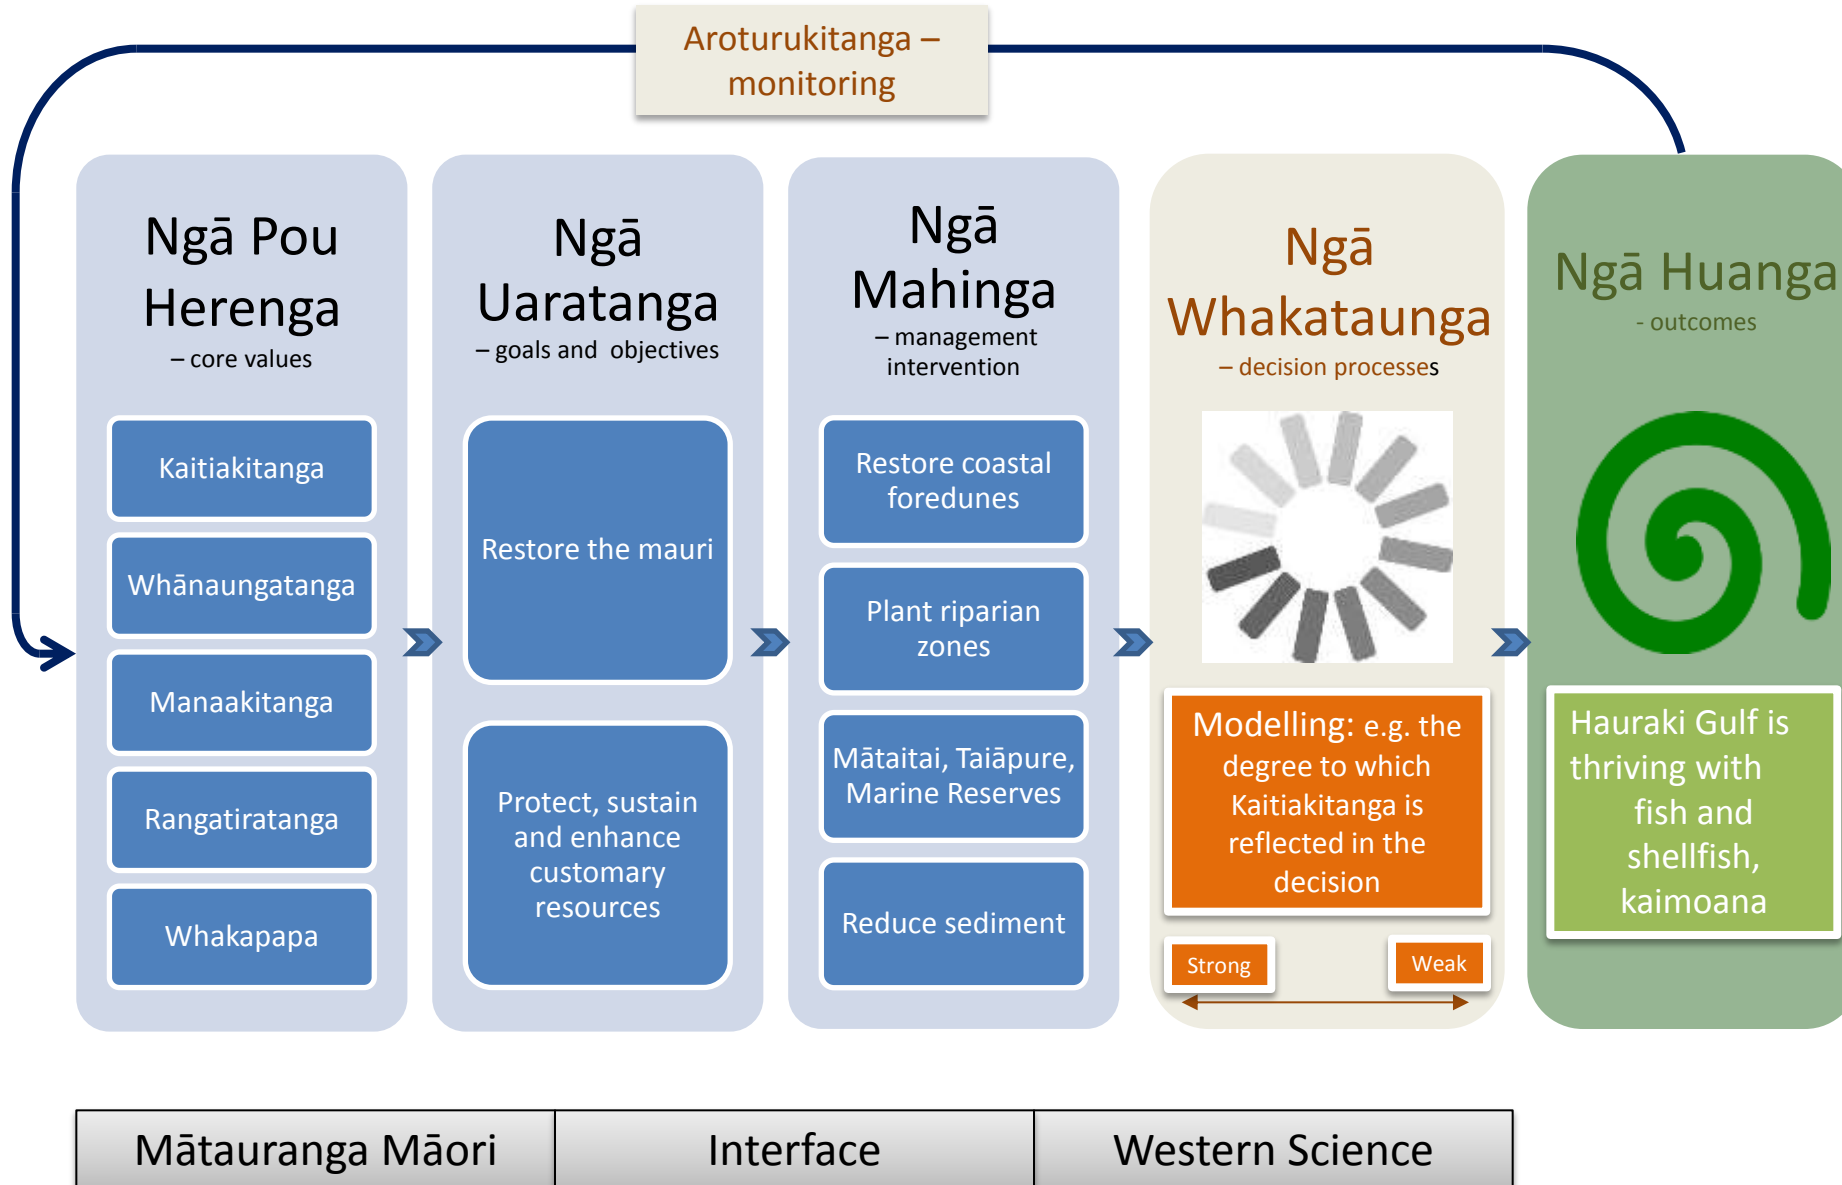 Aroturukitanga –
monitoring
Ngā Pou
Herenga
– core values
Kaitiakitanga
Whānaungatanga
Manaakitanga
Rangatiratanga
Whakapapa
Ngā
Uaratanga
– goals and objectives
Restore the mauri
Protect, sustain
and enhance
customary
resources
Ngā
Mahinga
– management
intervention
Restore coastal
foredunes
Plant riparian
zones
Mātaitai, Taiāpure,
Marine Reserves
Reduce sediment
Ngā
Whakataunga
– decision processes
Modelling: e.g. the
degree to which
Kaitiakitanga is
reflected in the
decision
Strong
Weak
Ngā Huanga
- outcomes
Hauraki Gulf is
thriving with
fish and
shellfish,
kaimoana
Mātauranga Māori
Interface
Western Science